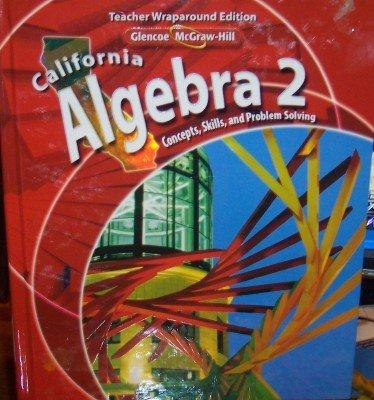 Teacher Wraparound Edition
Glencoe McGraw-Hill
California
Algebra 2
Concepts, Skills, and Problem Solving